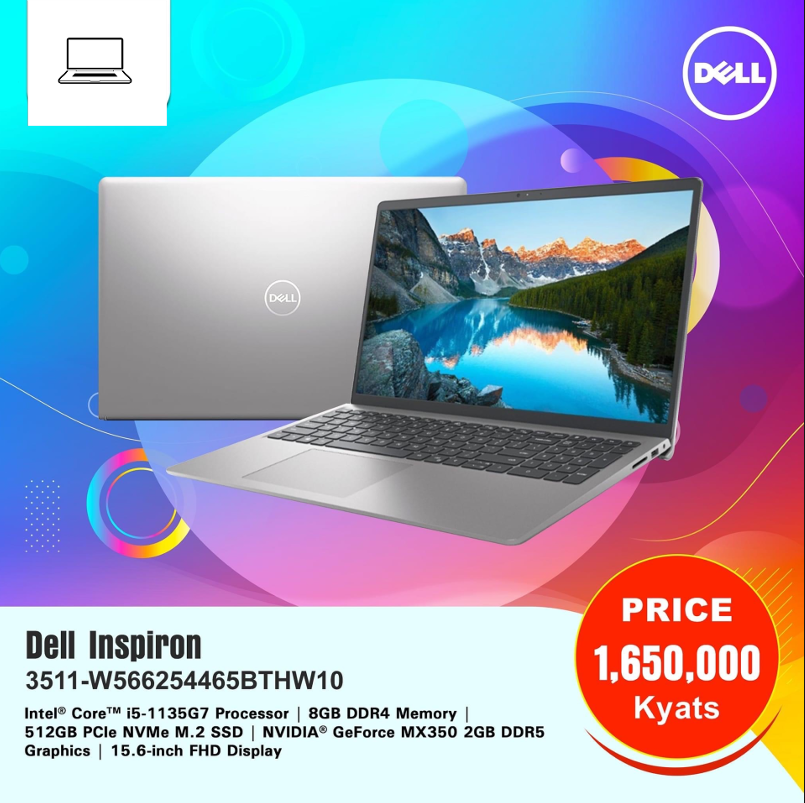 DELL
DELL
Dell Inspiron
3511-W566254465BTHW10
Intel® Core™ i5-1135G7 Processor | 8GB DDR4 Memory |
512GB PCIe NVMe M.2 SSD | NVIDIA® GeForce MX350 2GB DDR5
Graphics | 15.6-inch FHD Display
PRICE
1,650,000
Kyats